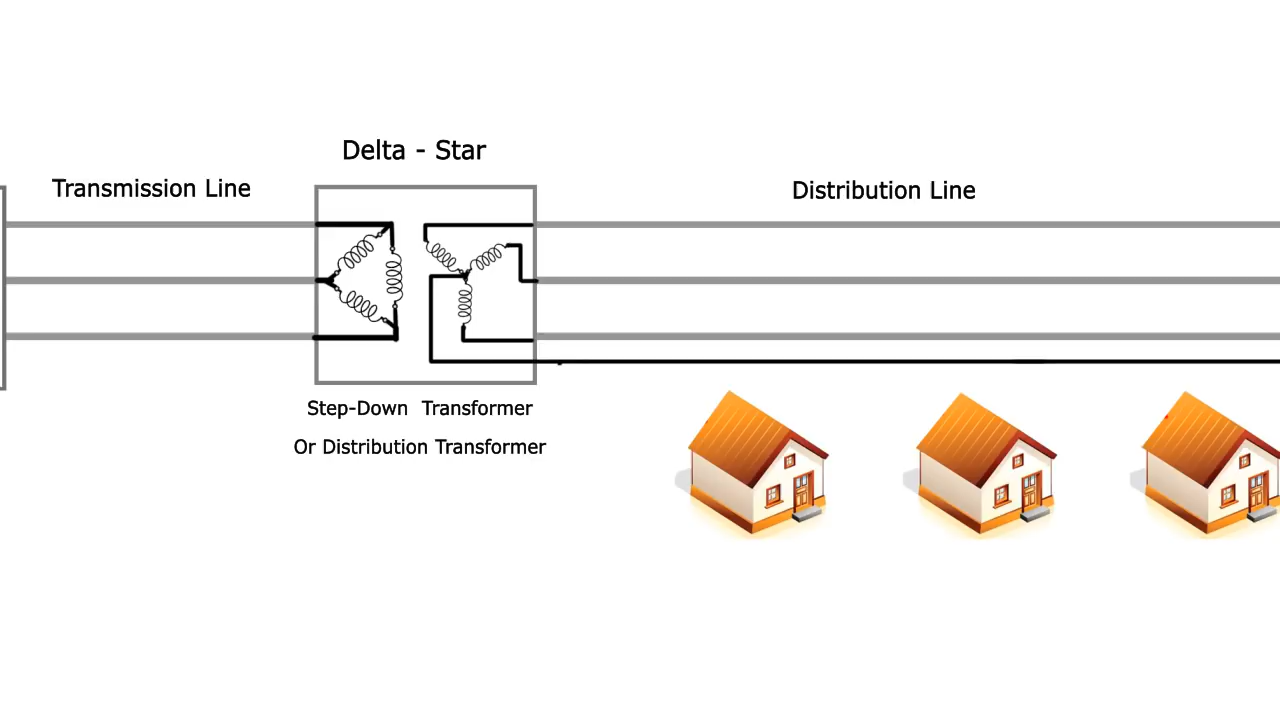 Delta - Star
Transmission Line
Distribution Line
Step-Down Transformer
Or Distribution Transformer